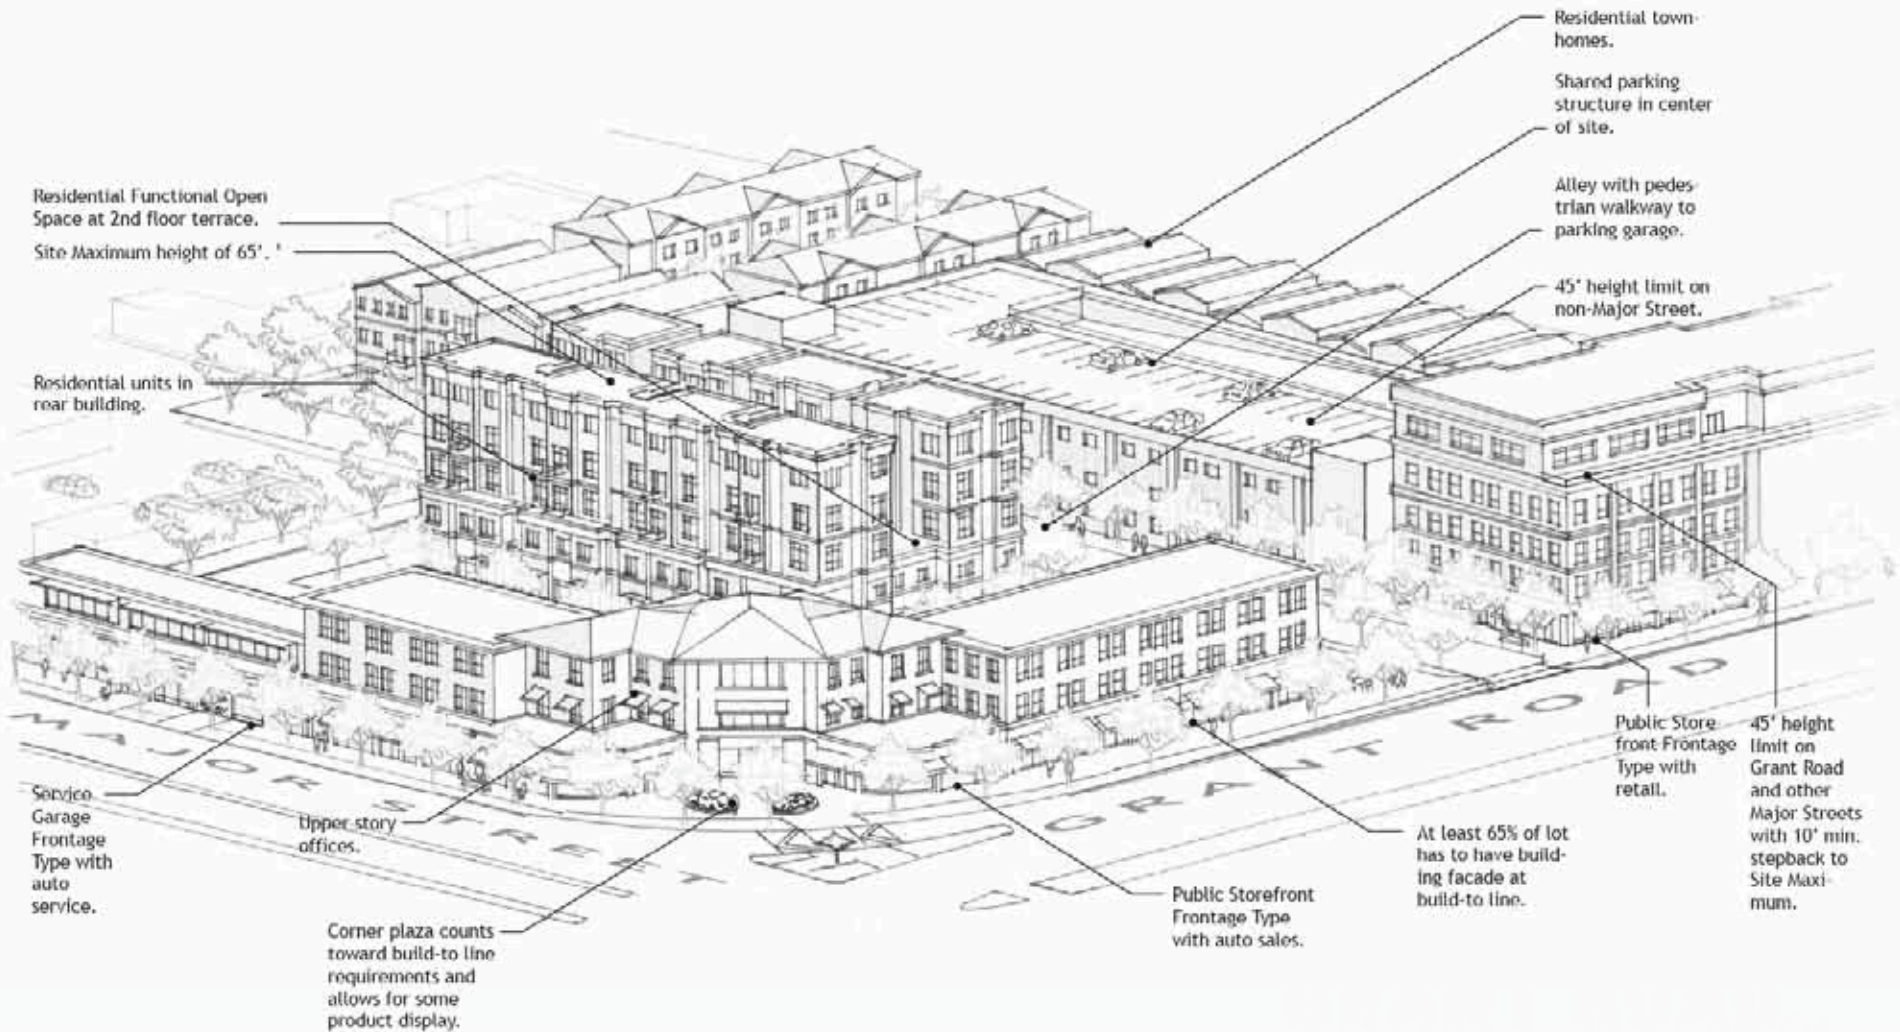 Residential town-
homes.
Shared parking
structure in center
of site.
Alley with pedes-
trian walkway to
parking garage.
45' height limit on
non-Major Street.
Residential Functional Open
Space at 2nd floor terrace.
Site Maximum height of 65'.
Residential units in
rear building.
Service
Garage
Frontage
Type with
auto
service.
Upper story
offices.
Corner plaza counts
toward build-to line
requirements and
allows for some
product display.
Public Storefront
Frontage Type
with auto sales.
At least 65% of lot
has to have build-
ing facade at
build-to line.
Public Store
front Frontage
Type with
retail.
45' height
limit on
Grant Road
and other
Major Streets
with 10' min.
stepback to
Site Maxi-
mum.
MAJOR STREET
GRANT ROAD